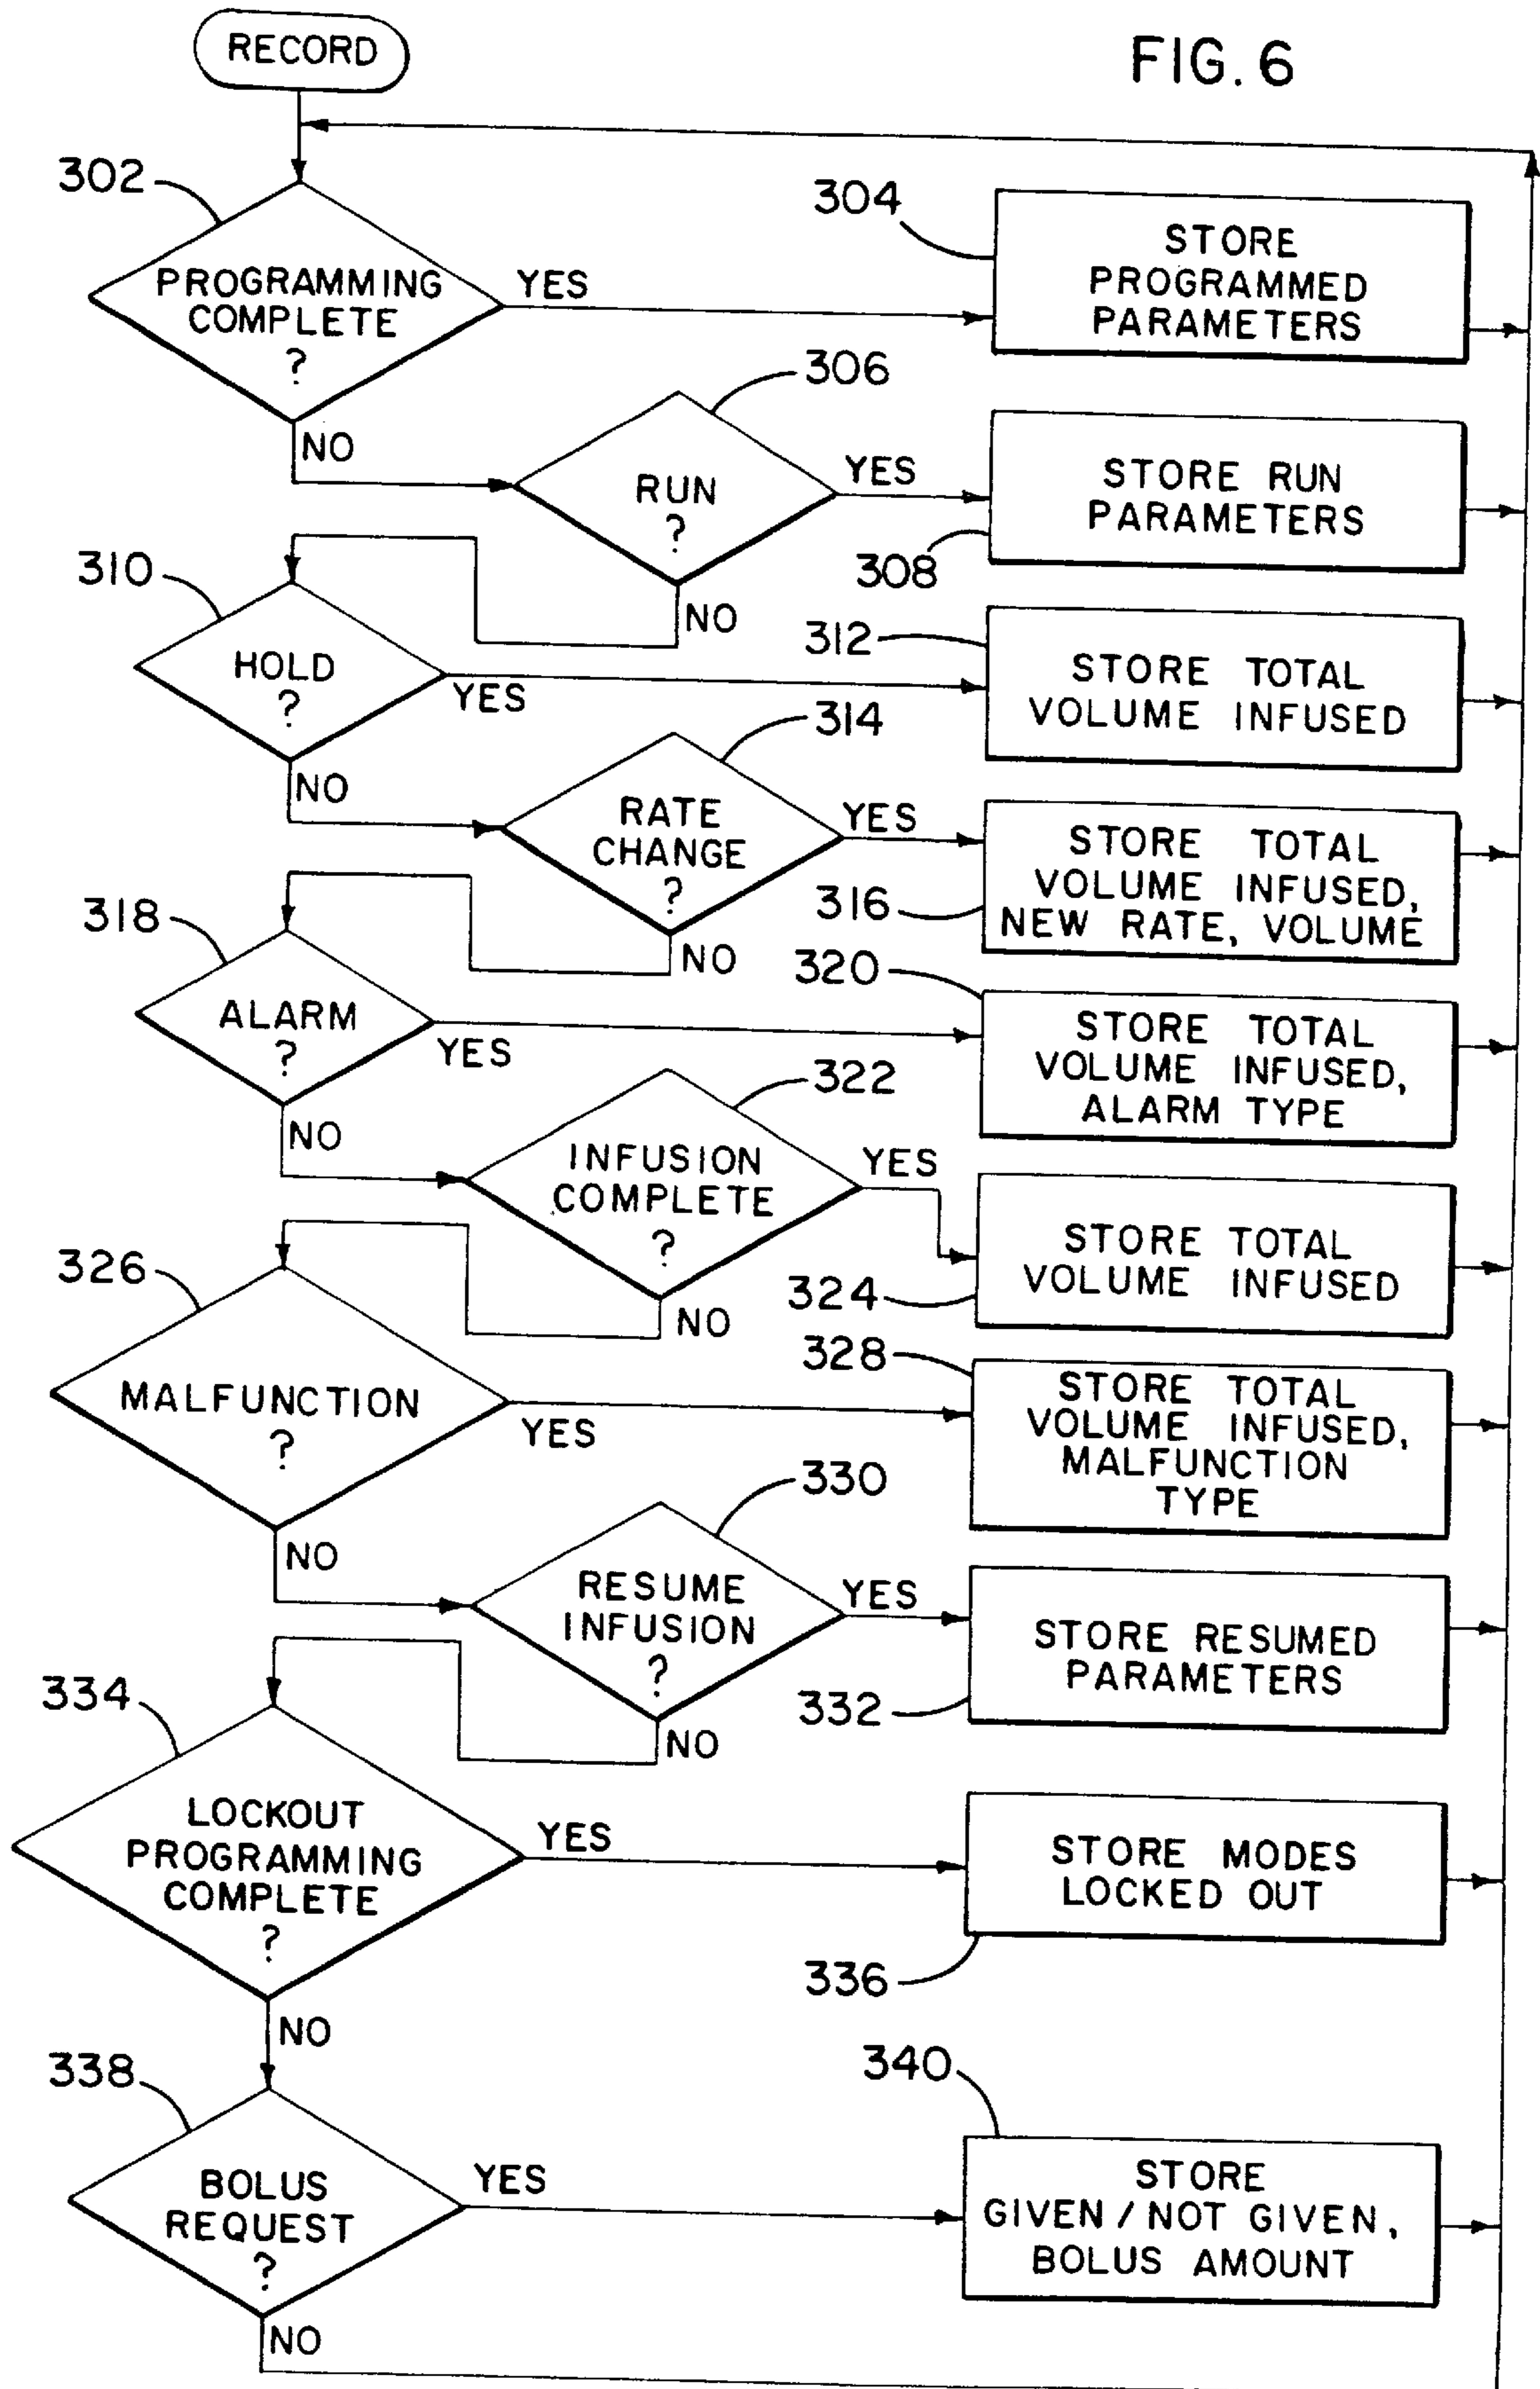 RECORD
FIG. 6
302
PROGRAMMING
COMPLETE
?
YES
NO
304
STORE
PROGRAMMED
PARAMETERS
306
RUN
?
YES
NO
308
STORE RUN
PARAMETERS
310
HOLD
?
YES
NO
312
STORE TOTAL
VOLUME INFUSED
314
RATE
CHANGE
?
YES
NO
316
STORE TOTAL
VOLUME INFUSED,
NEW RATE, VOLUME
318
ALARM
?
YES
NO
320
STORE TOTAL
VOLUME INFUSED,
ALARM TYPE
322
INFUSION
COMPLETE
?
YES
NO
324
STORE TOTAL
VOLUME INFUSED
326
MALFUNCTION
?
YES
NO
328
STORE TOTAL
VOLUME INFUSED,
MALFUNCTION
TYPE
330
RESUME
INFUSION
?
YES
NO
332
STORE RESUMED
PARAMETERS
334
LOCKOUT
PROGRAMMING
COMPLETE
?
YES
NO
336
STORE MODES
LOCKED OUT
338
BOLUS
REQUEST
?
YES
NO
340
STORE
GIVEN / NOT GIVEN,
BOLUS AMOUNT